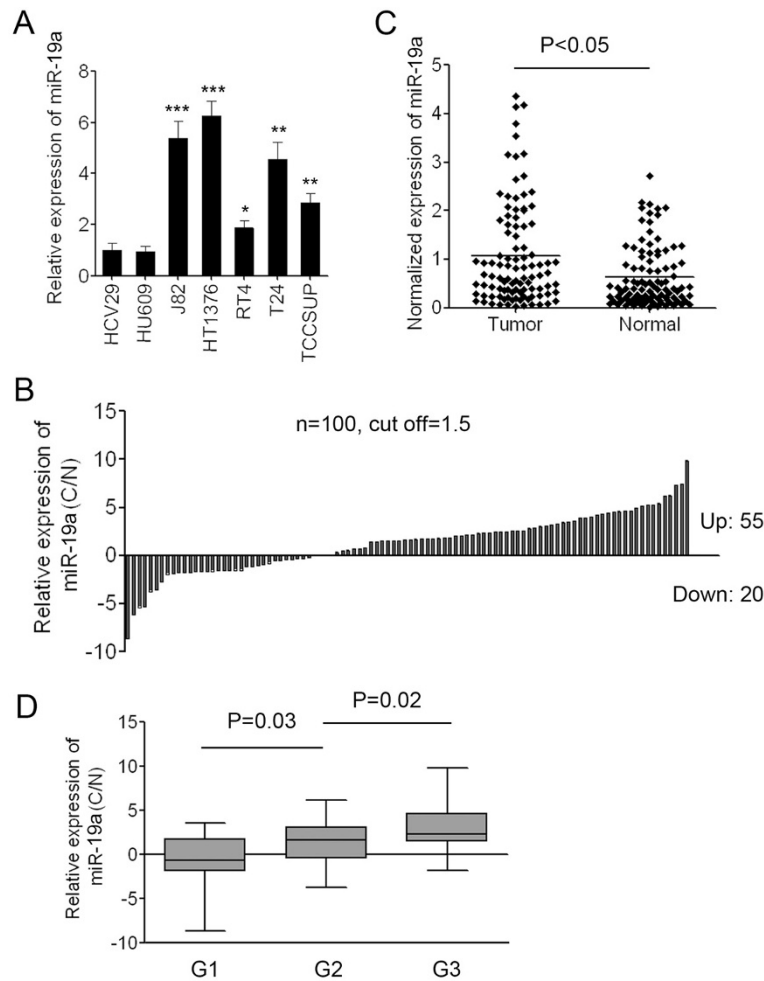 A
Relative expression of miR-19a
8
6
4
2
0
***
***
*
**
**
HCV29
HU609
J82
HT1376
RT4
T24
TCCSUP
C
Normalized expression of miR-19a
P<0.05
5
4
3
2
1
0
Tumor
Normal
B
Relative expression of
miR-19a (C/N)
15
10
5
0
-5
-10
n=100, cut off=1.5
Up: 55
Down: 20
D
Relative expression of
miR-19a (C/N)
15
10
5
0
-5
-10
P=0.03
P=0.02
G1
G2
G3